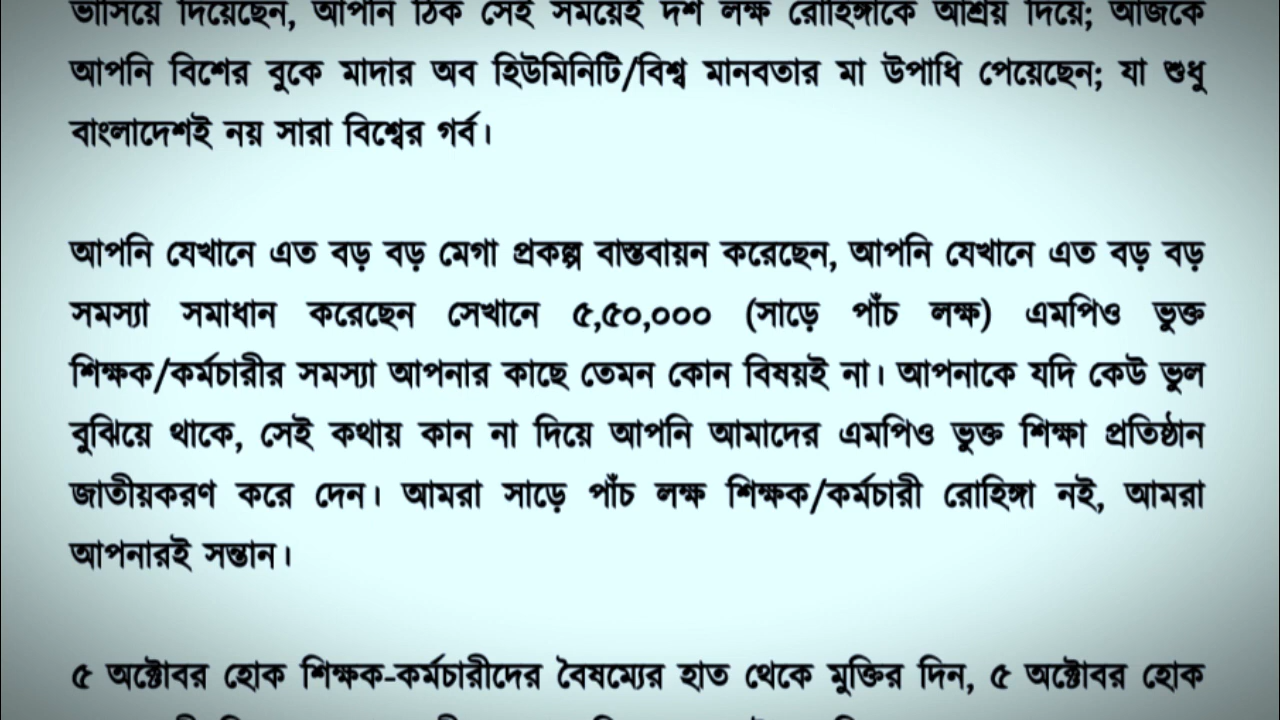 ভাসিয়ে দিয়েছেন, আপনি ঠিক সেই সময়েই দশ লক্ষ রোহিঙ্গাকে আশ্রয় দিয়ে; আজকে
আপনি বিশের বুকে মাদার অব হিউমিনিটি/বিশ্ব মানবতার মা উপাধি পেয়েছেন; যা শুধু
বাংলাদেশই নয় সারা বিশ্বের গর্ব।
আপনি যেখানে এত বড় বড় মেগা প্রকল্প বাস্তবায়ন করেছেন, আপনি যেখানে এত বড় বড়
সমস্যা সমাধান করেছেন সেখানে ৫,৫০,০০০ (সাড়ে পাঁচ লক্ষ) এমপিও ভুক্ত
শিক্ষক/কর্মচারীর সমস্যা আপনার কাছে তেমন কোন বিষয়ই না। আপনাকে যদি কেউ ভুল
বুঝিয়ে থাকে, সেই কথায় কান না দিয়ে আপনি আমাদের এমপিও ভুক্ত শিক্ষা প্রতিষ্ঠান
জাতীয়করণ করে দেন। আমরা সাড়ে পাঁচ লক্ষ শিক্ষক/কর্মচারী রোহিঙ্গা নই, আমরা
আপনারই সন্তান।
৫ অক্টোবর হোক শিক্ষক-কর্মচারীদের বৈষম্যের হাত থেকে মুক্তির দিন, ৫ অক্টোবর হোক